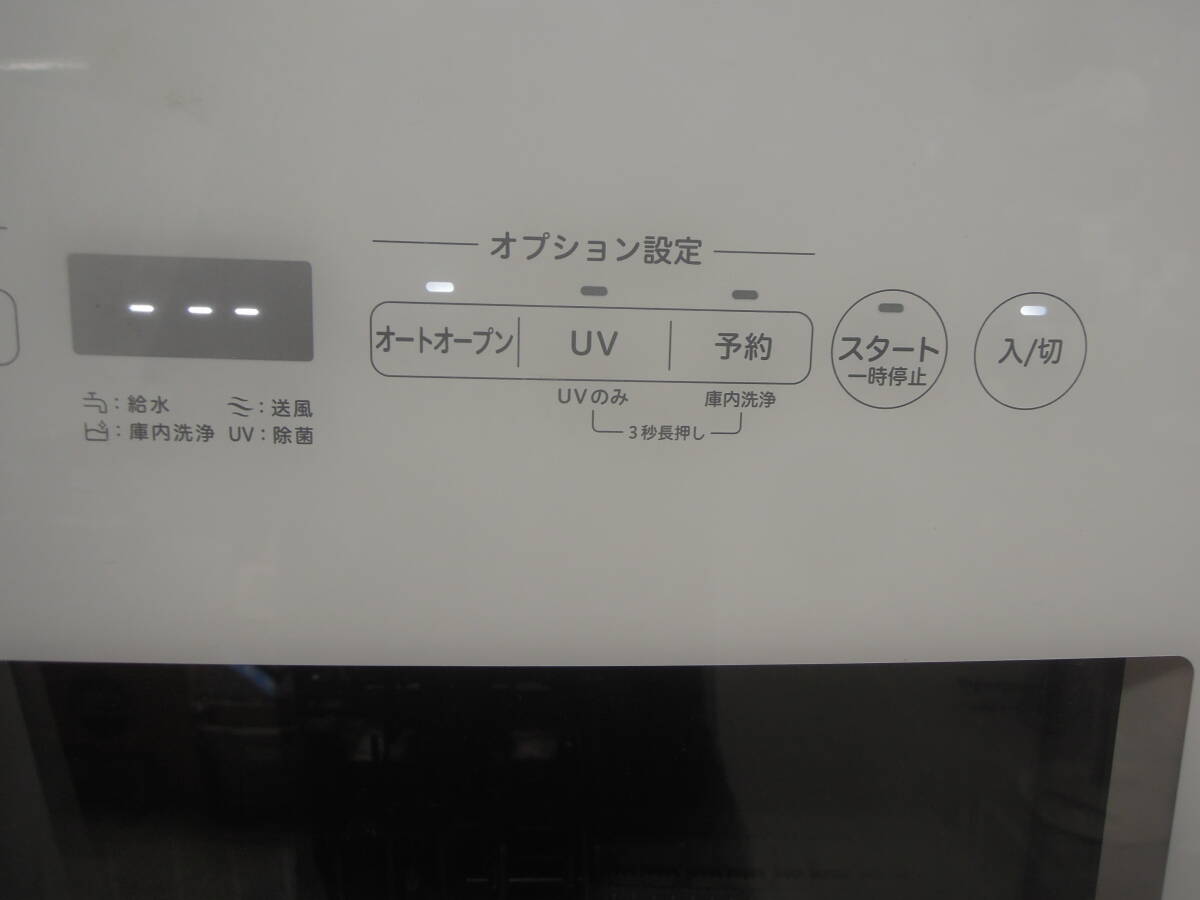 オプション設定
- - -
オートオープン UV 予約
スタート
一時停止
入/切
UVのみ 庫内洗浄
3秒長押し
:給水 :送風
:庫内洗浄 UV:除菌